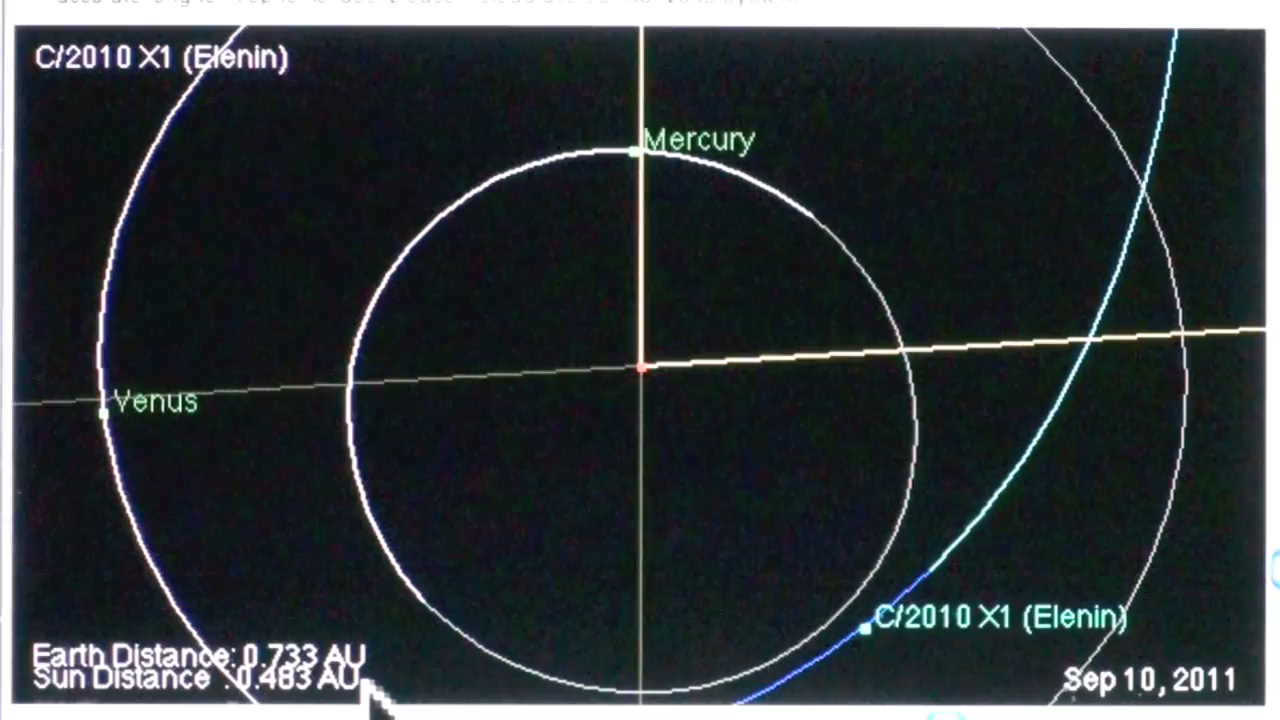 C/2010 X1 (Elenin)
Mercury
Venus
C/2010 X1 (Elenin)
Earth Distance: 0.733 AU
Sun Distance : 0.483 AU
Sep 10, 2011